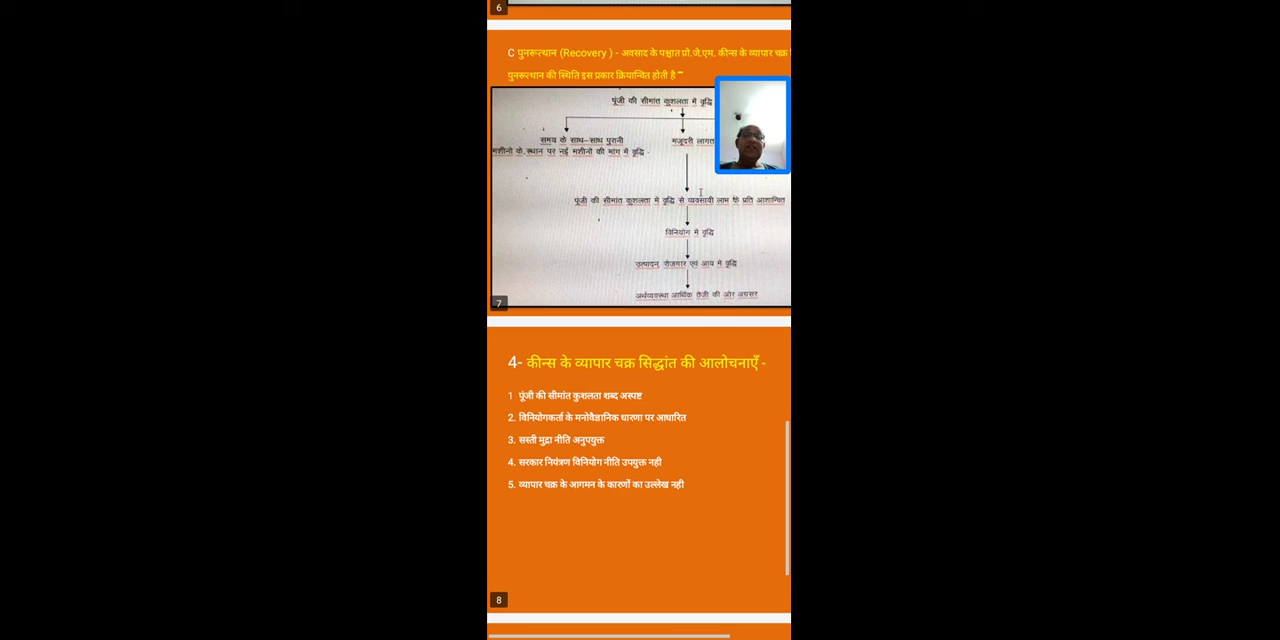 6
C पुनरूत्थान (Recovery ) - अवसाद के पश्चात प्रो.जे.एम. कीन्स के व्यापार चक्र
पुनरूत्थान की स्थिति इस प्रकार क्रियान्वित होती है –
पूंजी की सीमांत कुशलता में वृद्धि
समय के साथ–साथ पुरानी
मशीनो के स्थान पर नई मशीनों की मांग में वृद्धि
मजूदरी लागत
पूंजी की सीमांत कुशलता में वृद्धि से व्यवसायी लाभ के प्रति आशान्वित
विनियोग में वृद्धि
उत्पादन, रोजगार एवं आय में वृद्धि
अर्थव्यवस्था आर्थिक तेजी की ओर अग्रसर
7
4- कीन्स के व्यापार चक्र सिद्धांत की आलोचनाएँ -
1 पूंजी की सीमांत कुशलता शब्द अस्पष्ट
2. विनियोगकर्ता के मनोवैज्ञानिक धारणा पर आधारित
3. सस्ती मुद्रा नीति अनुपयुक्त
4. सरकार नियंत्रण विनियोग नीति उपयुक्त नही
5. व्यापार चक्र के आगमन के कारणों का उल्लेख नही
8